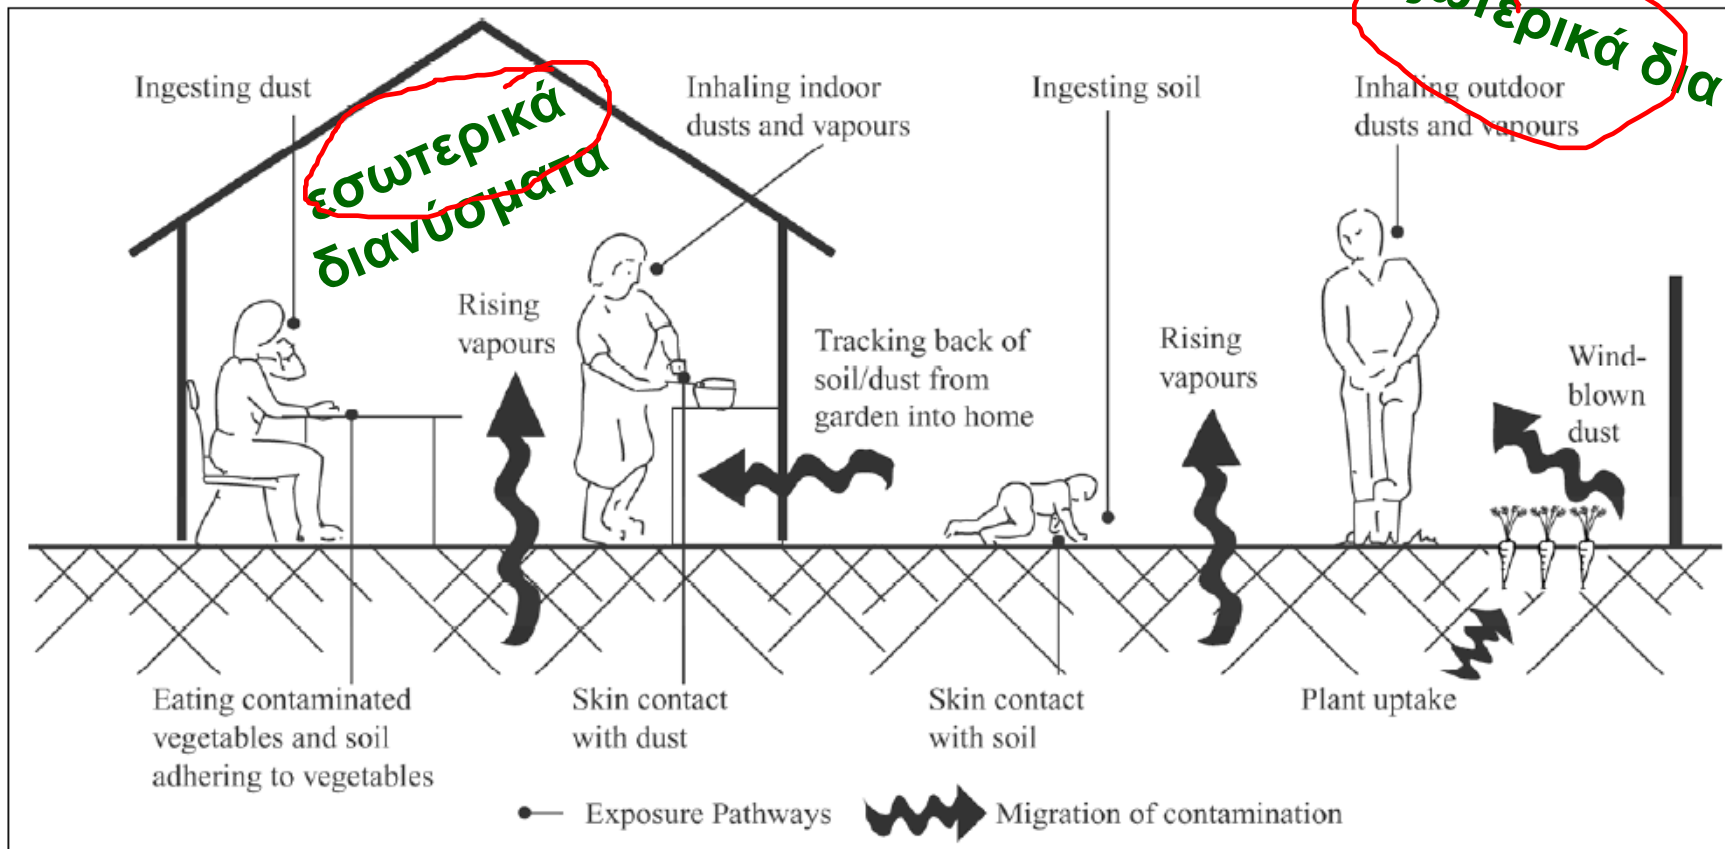 Ingesting dust
εσωτερικά
διανύσματα
Inhaling indoor
dusts and vapours
Ingesting soil
Inhaling outdoor
dusts and vapours
Rising
vapours
Tracking back of
soil/dust from
garden into home
Rising
vapours
Wind-
blown
dust
Eating contaminated
vegetables and soil
adhering to vegetables
Skin contact
with dust
Skin contact
with soil
Plant uptake
Exposure Pathways
Migration of contamination